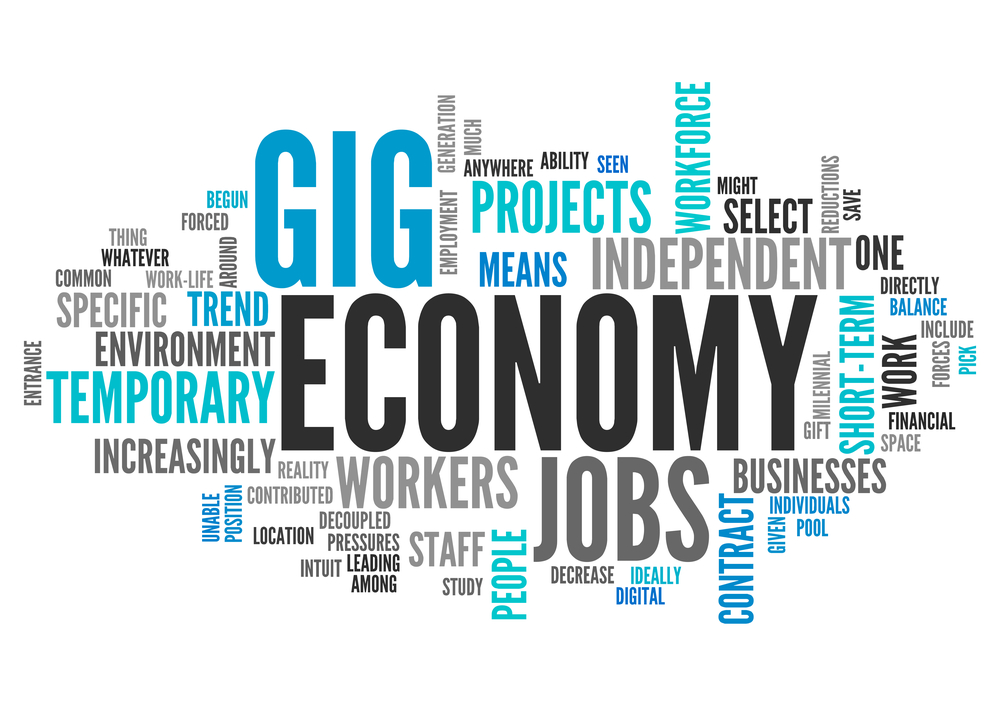 GENERATION
MUCH
WORKFORCE
GIG
ANYWHERE
ABILITY
SEEN
REDUCTIONS
MIGHT
SAVE
BEGUN
EMPLOYMENT
PROJECTS
SELECT
FORCED
THING
AROUND
WHATEVER
MEANS
INDEPENDENT
ONE
COMMON
WORK-LIFE
DIRECTLY
SPECIFIC
TREND
ECONOMY
SHORT-TERM
BALANCE
ENVIRONMENT
INCLUDE
WORK
FORCES
PICK
ENTRANCE
TEMPORARY
MILENNIAL
GIFT
FINANCIAL
SPACE
INCREASINGLY
REALITY
WORKERS
JOBS
BUSINESSES
UNABLE
POSITION
CONTRIBUTED
CONTRACT
INDIVIDUALS
GIVEN
POOL
LOCATION
DECOUPLED
PRESSURES
STAFF
PEOPLE
INTUIT
LEADING
AMONG
STUDY
DECREASE
IDEALLY
DIGITAL